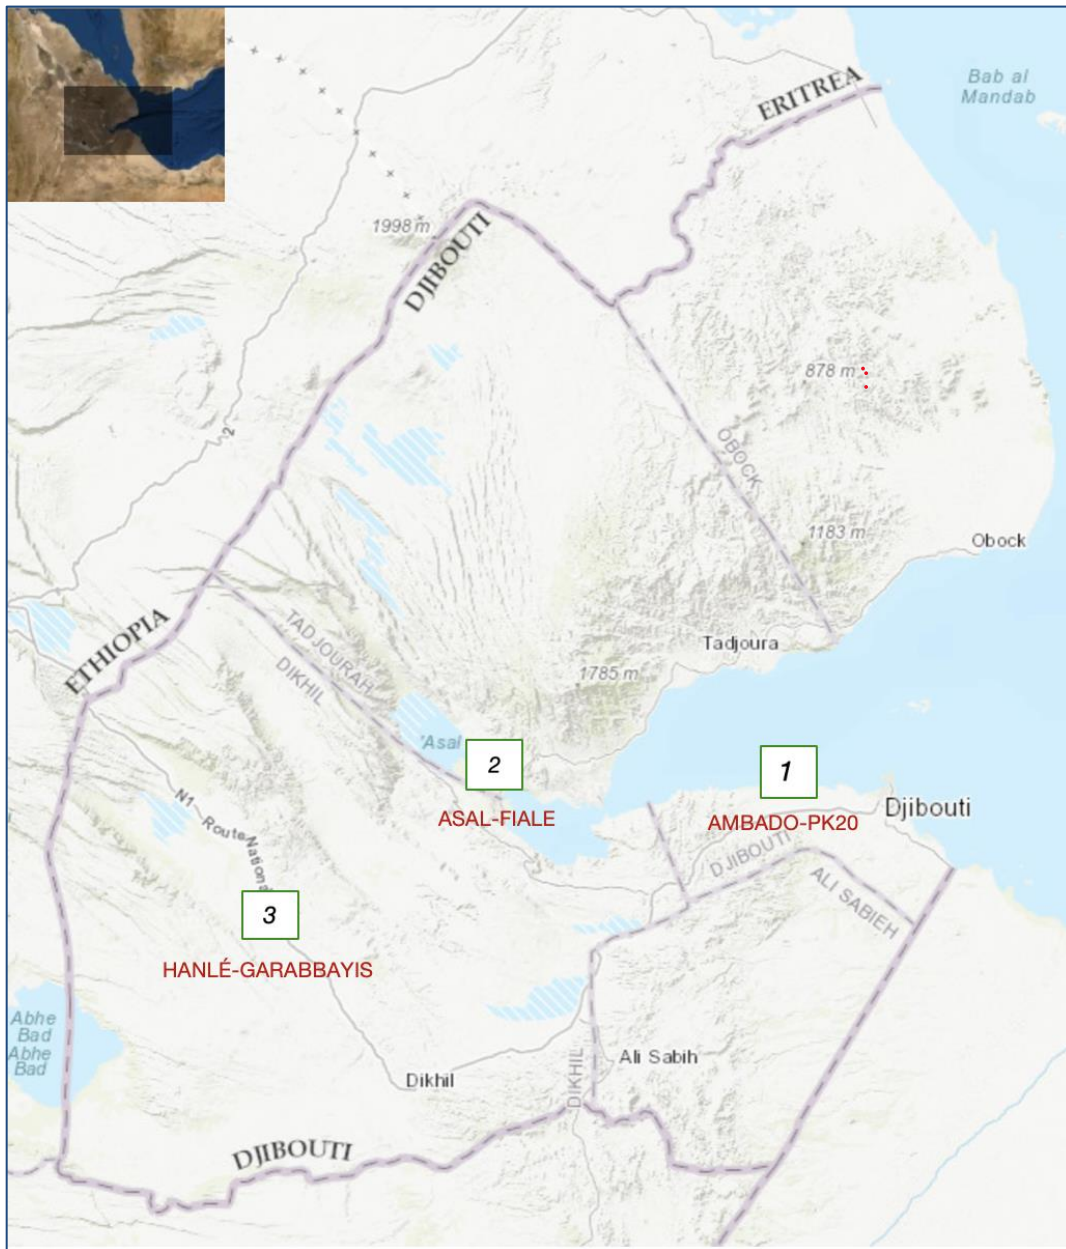 Bab al
Mandab
ERITREA
1998 m
DJIBOUTI
878 m
OBOCK
2
1183 m
Obock
ETHIOPIA
TADJOURAH
DIKHIL
Tadjoura
1785 m
'Asal
2
ASAL-FIALE
1
AMBADO-PK20
Djibouti
DJIBOUTI
ALI SABIEH
N1
Route National
3
HANLÉ-GARABBAYIS
Abhe
Bad
Abhe
Bad
Dikhil
Ali Sabih
DIKHIL
DJIBOUTI